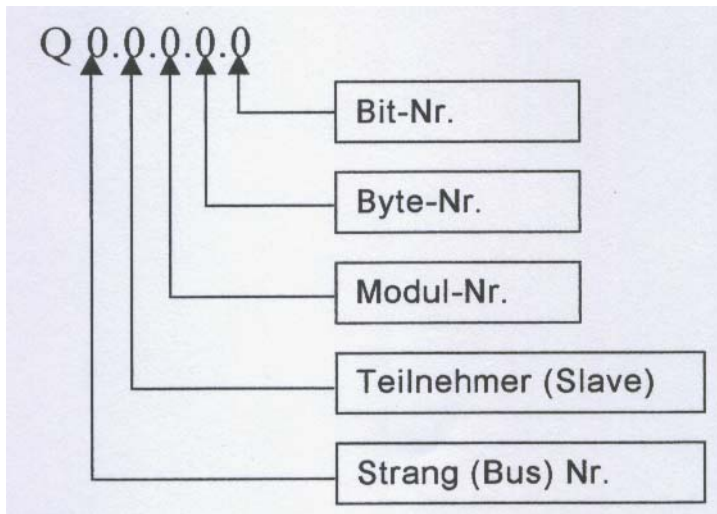 Q 0.0.0.0.0
Bit-Nr.
Byte-Nr.
Modul-Nr.
Teilnehmer (Slave)
Strang (Bus) Nr.